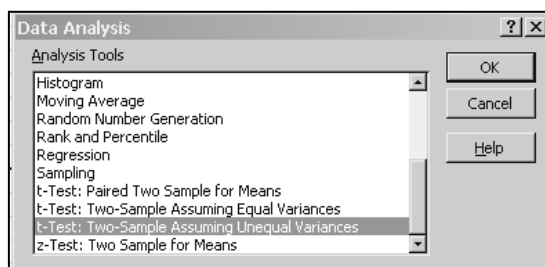 Data Analysis
Analysis Tools
Histogram
Moving Average
Random Number Generation
Rank and Percentile
Regression
Sampling
t-Test: Paired Two Sample for Means
t-Test: Two-Sample Assuming Equal Variances
t-Test: Two-Sample Assuming Unequal Variances
z-Test: Two Sample for Means
OK
Cancel
Help